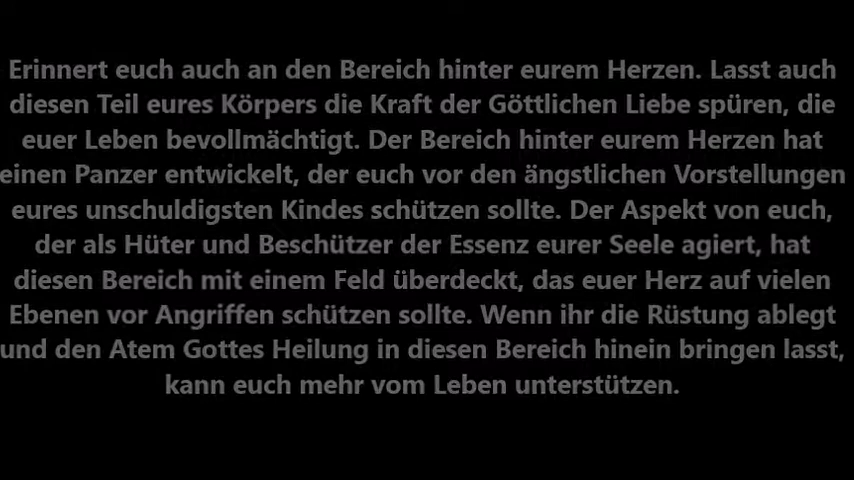 Erinnert euch auch an den Bereich hinter eurem Herzen. Lasst auch
diesen Teil eures Körpers die Kraft der Göttlichen Liebe spüren, die
euer Leben bevollmächtigt. Der Bereich hinter eurem Herzen hat
einen Panzer entwickelt, der euch vor den ängstlichen Vorstellungen
eures unschuldigsten Kindes schützen sollte. Der Aspekt von euch,
der als Hüter und Beschützer der Essenz eurer Seele agiert, hat
diesen Bereich mit einem Feld überdeckt, das euer Herz auf vielen
Ebenen vor Angriffen schützen sollte. Wenn ihr die Rüstung ablegt
und den Atem Gottes Heilung in diesen Bereich hinein bringen lasst,
kann euch mehr vom Leben unterstützen.